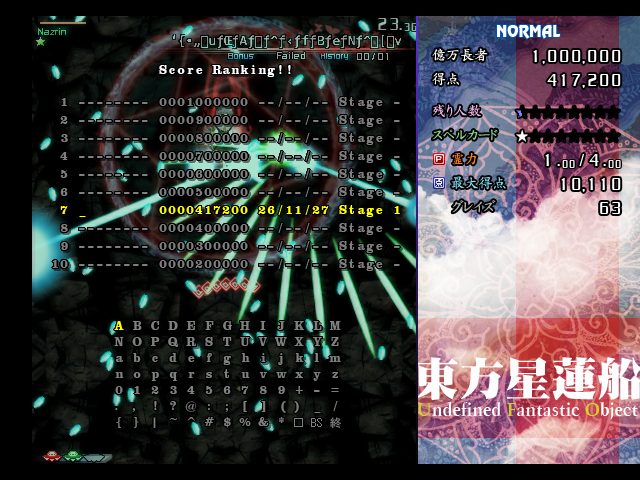 Nazrin
23.36
Bonus Failed History 00/01
Score Ranking!!
1 -------- 0001000000 --/--/-- Stage -
2 -------- 0000900000 --/--/-- Stage -
3 -------- 0000800000 --/--/-- Stage -
4 -------- 0000700000 --/--/-- Stage -
5 -------- 0000600000 --/--/-- Stage -
6 -------- 0000500000 --/--/-- Stage -
7 _ 0000417200 26/11/27 Stage 1
8 -------- 0000400000 --/--/-- Stage -
9 -------- 0000300000 --/--/-- Stage -
10 -------- 0000200000 --/--/-- Stage -
A B C D E F G H I J K L M
N O P Q R S T U V W X Y Z
a b c d e f g h i j k l m
n o p q r s t u v w x y z
0 1 2 3 4 5 6 7 8 9 + - =
. , ! ? @ : ; [ ] ( ) _ /
{ } | ~ ^ # $ % & * □ BS 終
NORMAL
億万長者 1,000,000
得点 417,200
残り人数
スペルカード
P 霊力 1.00/4.00
点 最大得点 10,110
グレイズ 63
東方星蓮船
Undefined Fantastic Object